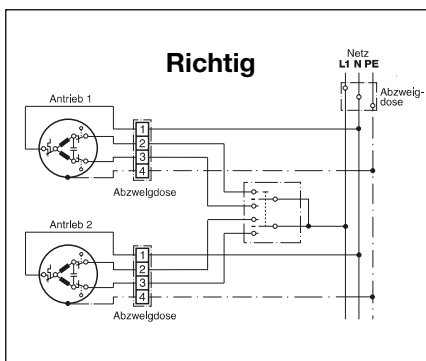 Richtig
Netz
L1 N PE
Abzweig-
dose
Antrieb 1
1
2
3
4
Abzweigdose
Antrieb 2
1
2
3
4
Abzweigdose